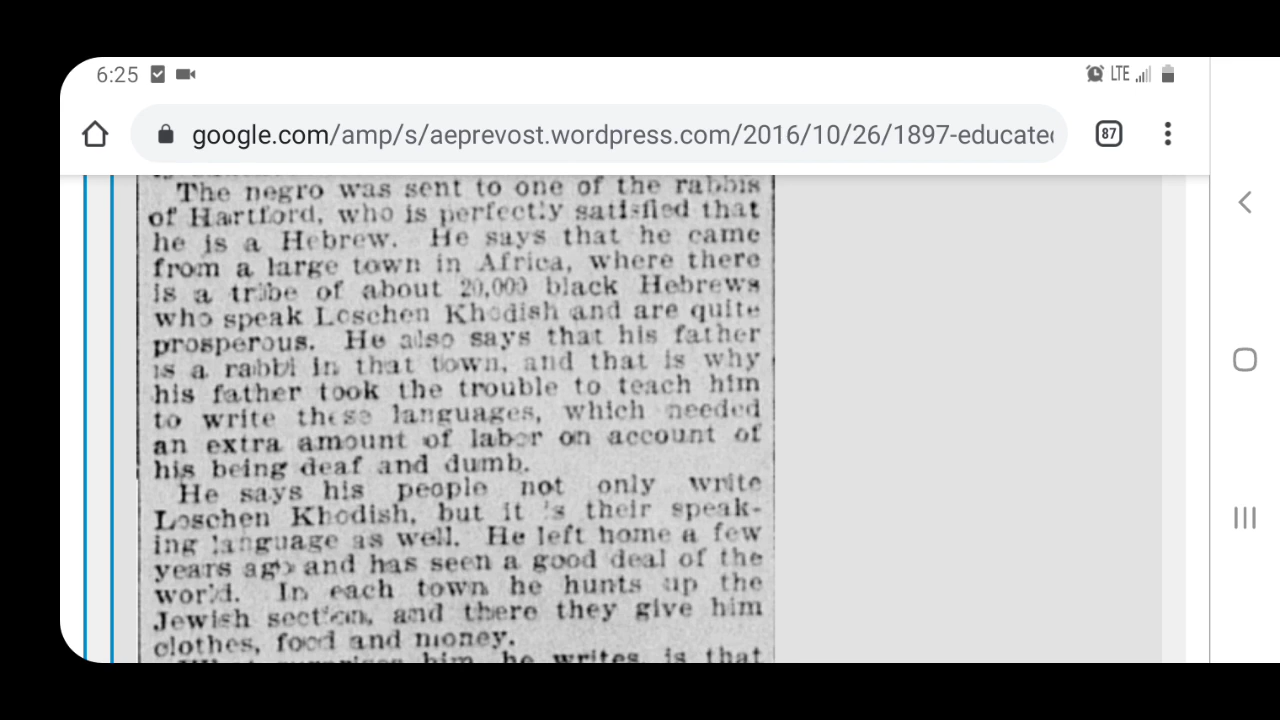 6:25
LTE
google.com/amp/s/aeprevost.wordpress.com/2016/10/26/1897-educated
87
The negro was sent to one of the rabbis
of Hartford, who is perfectly satisfied that
he is a Hebrew. He says that he came
from a large town in Africa, where there
is a tribe of about 20,000 black Hebrews
who speak Loschen Khodish and are quite
prosperous. He also says that his father
is a rabbi in that town, and that is why
his father took the trouble to teach him
to write these languages, which needed
an extra amount of labor on account of
his being deaf and dumb.
He says his people not only write
Loschen Khodish, but it is their speak-
ing language as well. He left home a few
years ago and has seen a good deal of the
world. In each town he hunts up the
Jewish section, and there they give him
clothes, food and money.
What surprises him, he writes, is that